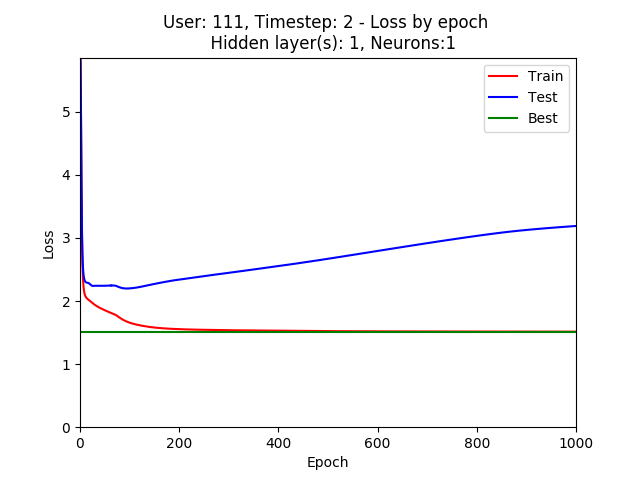 User: 111, Timestep: 2 - Loss by epoch
Hidden layer(s): 1, Neurons:1
Train
Test
Best
5
4
3
2
1
0
Loss
0
200
400
600
800
1000
Epoch